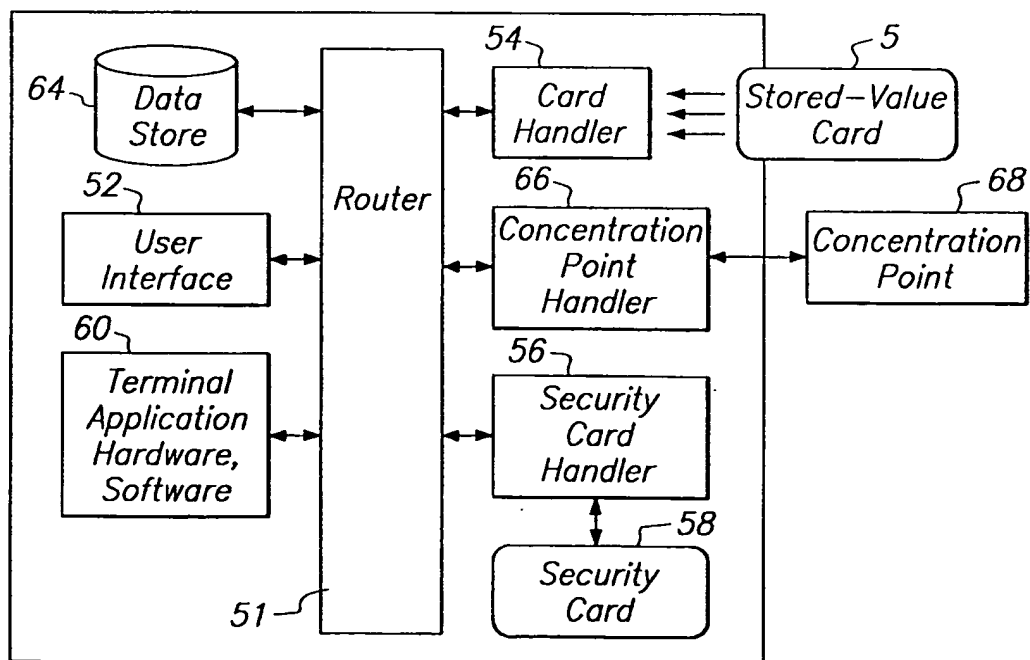 54
5
64
Data
Store
Card
Handler
Stored-Value
Card
52
Router
66
68
User
Interface
Concentration
Point
Handler
Concentration
Point
60
56
Terminal
Application
Hardware,
Software
Security
Card
Handler
58
51
Security
Card